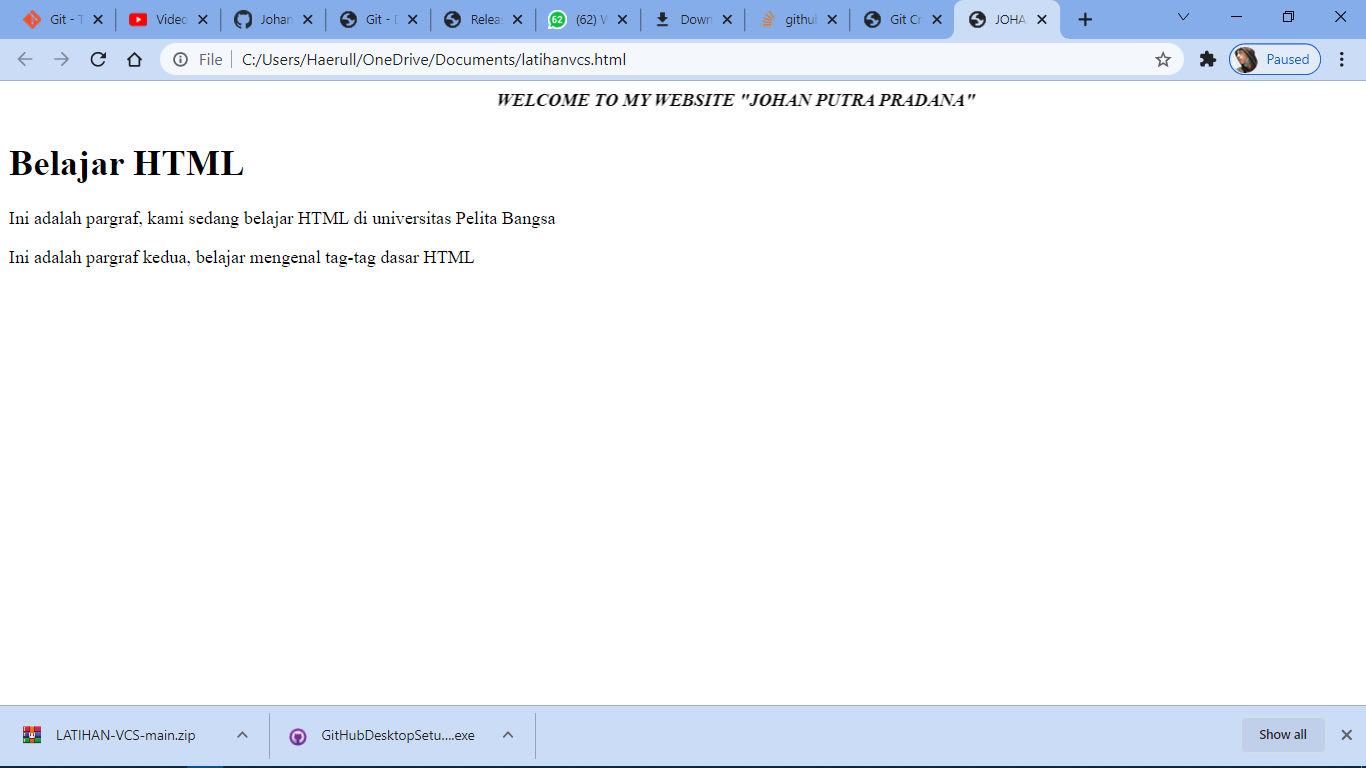 Git - T
Video
Johan
Git - D
Relea
(62) W
Down
githul
Git Cr
JOHA
File
C:/Users/Haerull/OneDrive/Documents/latihanvcs.html
Paused
WELCOME TO MY WEBSITE "JOHAN PUTRA PRADANA"
Belajar HTML
Ini adalah pargraf, kami sedang belajar HTML di universitas Pelita Bangsa
Ini adalah pargraf kedua, belajar mengenal tag-tag dasar HTML
LATIHAN-VCS-main.zip
GitHubDesktopSetu....exe
Show all